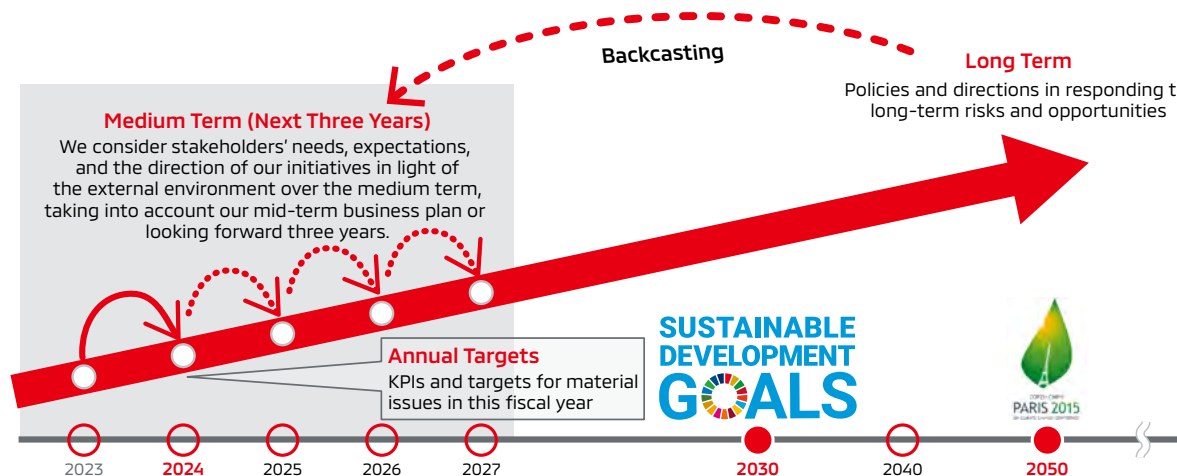 Backcasting
Long Term
Policies and directions in responding t
long-term risks and opportunities
Medium Term (Next Three Years)
We consider stakeholders’ needs, expectations,
and the direction of our initiatives in light of
the external environment over the medium term,
taking into account our mid-term business plan or
looking forward three years.
Annual Targets
KPIs and targets for material
issues in this fiscal year
SUSTAINABLE
DEVELOPMENT
GOALS
PARIS 2015
2023
2024
2025
2026
2027
2030
2040
2050